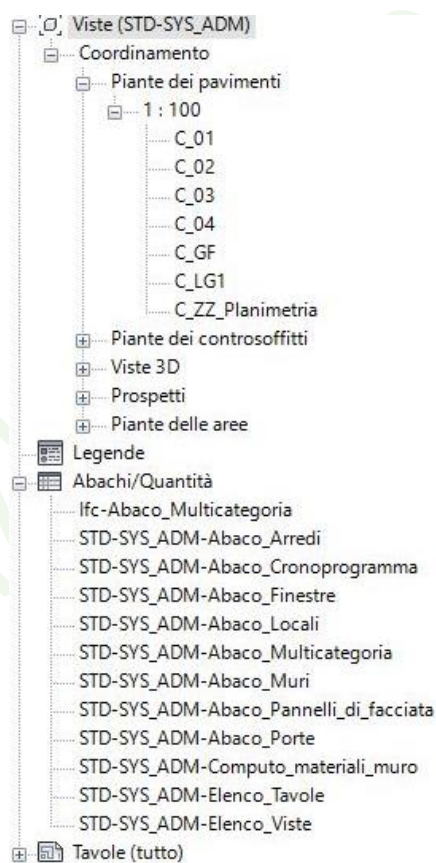 Viste (STD-SYS_ADM)
Coordinamento
Piante dei pavimenti
1 : 100
C_01
C_02
C_03
C_04
C_GF
C_LG1
C_ZZ_Planimetria
Piante dei controsoffitti
Viste 3D
Prospetti
Piante delle aree
Legende
Abachi/Quantità
Ifc-Abaco_Multicategoria
STD-SYS_ADM-Abaco_Arredi
STD-SYS_ADM-Abaco_Cronoprogramma
STD-SYS_ADM-Abaco_Finestre
STD-SYS_ADM-Abaco_Locali
STD-SYS_ADM-Abaco_Multicategoria
STD-SYS_ADM-Abaco_Muri
STD-SYS_ADM-Abaco_Pannelli_di_facciata
STD-SYS_ADM-Abaco_Porte
STD-SYS_ADM-Computo_materiali_muro
STD-SYS_ADM-Elenco_Tavole
STD-SYS_ADM-Elenco_Viste
Tavole (tutto)